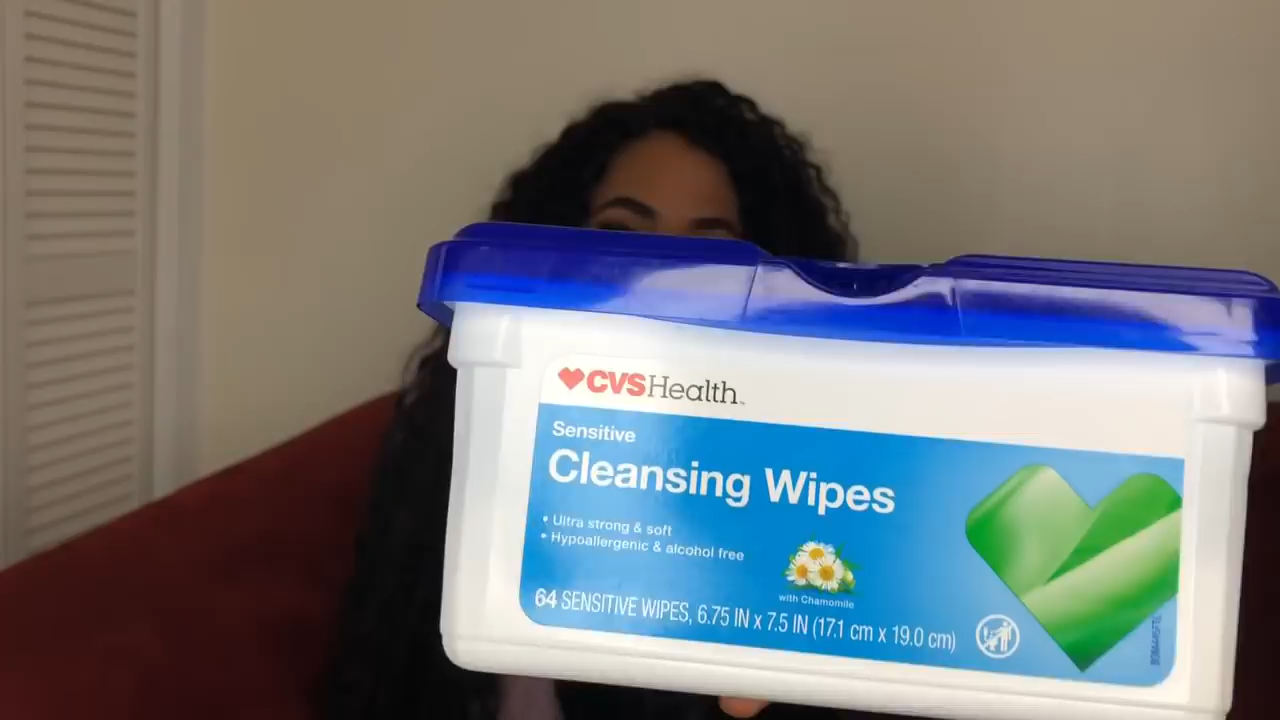 CVSHealth™
Sensitive
Cleansing Wipes
• Ultra strong & soft
• Hypoallergenic & alcohol free
with Chamomile
64 SENSITIVE WIPES, 6.75 IN x 7.5 IN (17.1 cm x 19.0 cm)